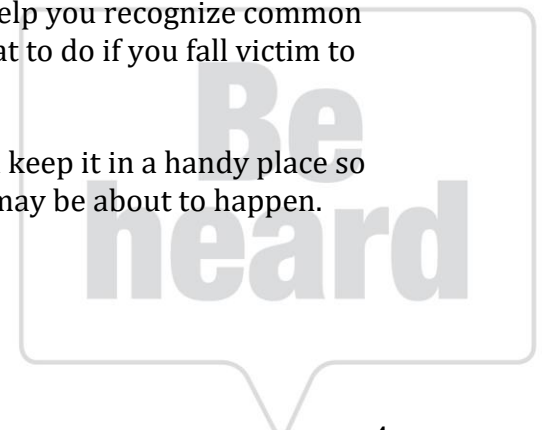 elp you recognize common
at to do if you fall victim to
keep it in a handy place so
may be about to happen.
Be
heard